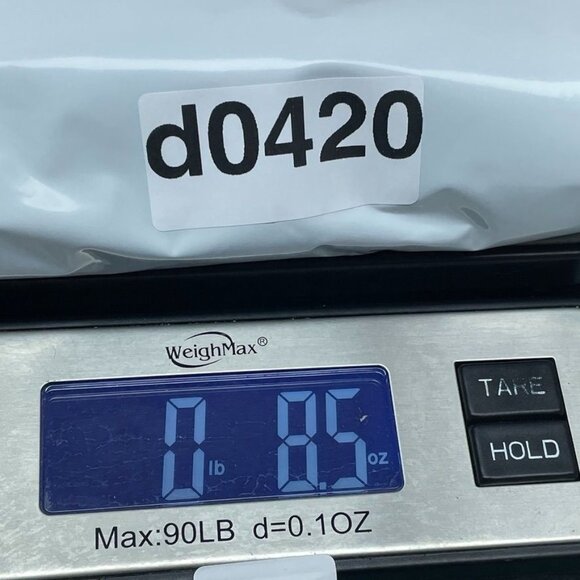 d0420
WeighMax®
0 lb 8.5 oz
TARE
HOLD
Max:90LB d=0.1OZ